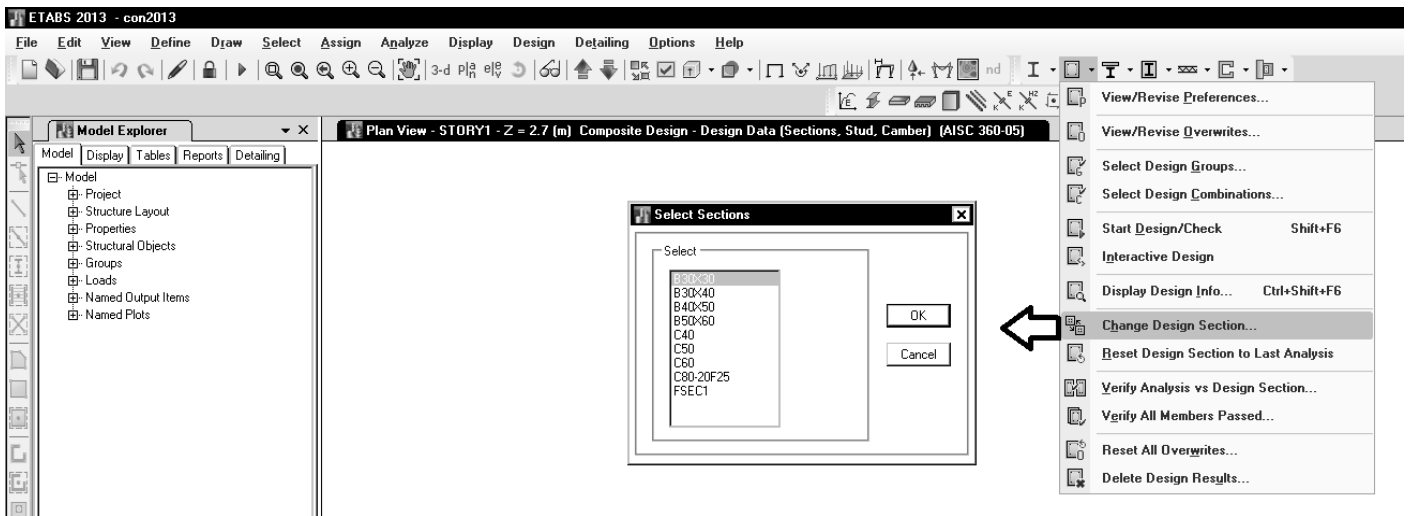 ETABS 2013 - con2013
File Edit View Define Draw Select Assign Analyze Display Design Detailing Options Help
3-d nd
Model Explorer
Plan View - STORY1 - Z = 2.7 (m) Composite Design - Design Data (Sections, Stud, Camber) (AISC 360-05)
Model Display Tables Reports Detailing
Model
Project
Structure Layout
Properties
Structural Objects
Groups
Loads
Named Output Items
Named Plots
Select Sections
Select
B30X30
B30X40
B40X50
B50X60
C40
C50
C60
C80-20F25
FSEC1
OK
Cancel
View/Revise Preferences...
View/Revise Overwrites...
Select Design Groups...
Select Design Combinations...
Start Design/Check Shift+F6
Interactive Design
Display Design Info... Ctrl+Shift+F6
Change Design Section...
Reset Design Section to Last Analysis
Verify Analysis vs Design Section...
Verify All Members Passed...
Reset All Overwrites...
Delete Design Results...